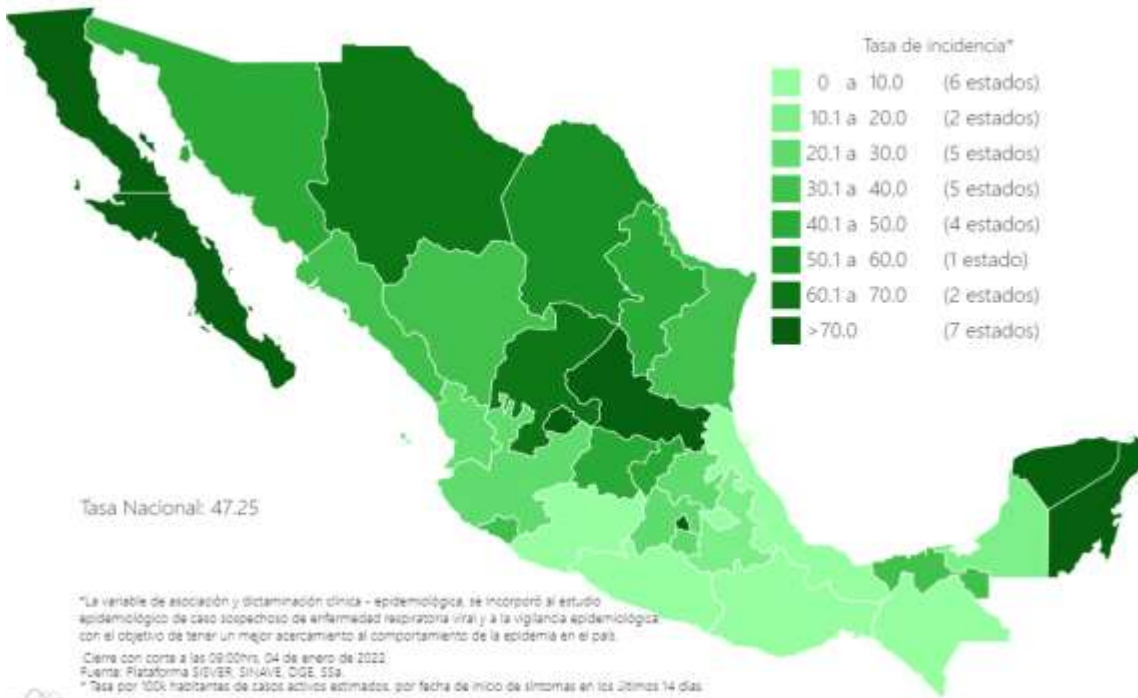 Tasa de incidencia*
0 a 10.0 (6 estados)
10.1 a 20.0 (2 estados)
20.1 a 30.0 (5 estados)
30.1 a 40.0 (5 estados)
40.1 a 50.0 (4 estados)
50.1 a 60.0 (1 estado)
60.1 a 70.0 (2 estados)
>70.0 (7 estados)
Tasa Nacional: 47.25
*La variable de asociación y dictaminación clínica - epidemiológica, se incorporó al estudio
epidemiológico de caso sospechoso de enfermedad respiratoria viral y a la vigilancia epidemiológica
con el objetivo de tener un mejor acercamiento al comportamiento de la epidemia en el país.
Cierre con corte a las 09:00hrs, 04 de enero de 2022
Fuente: Plataforma SISVER, SINAVE, DGE, SSa.
* Tasa por 100k habitantes de casos activos estimados, por fecha de inicio de síntomas en los últimos 14 días